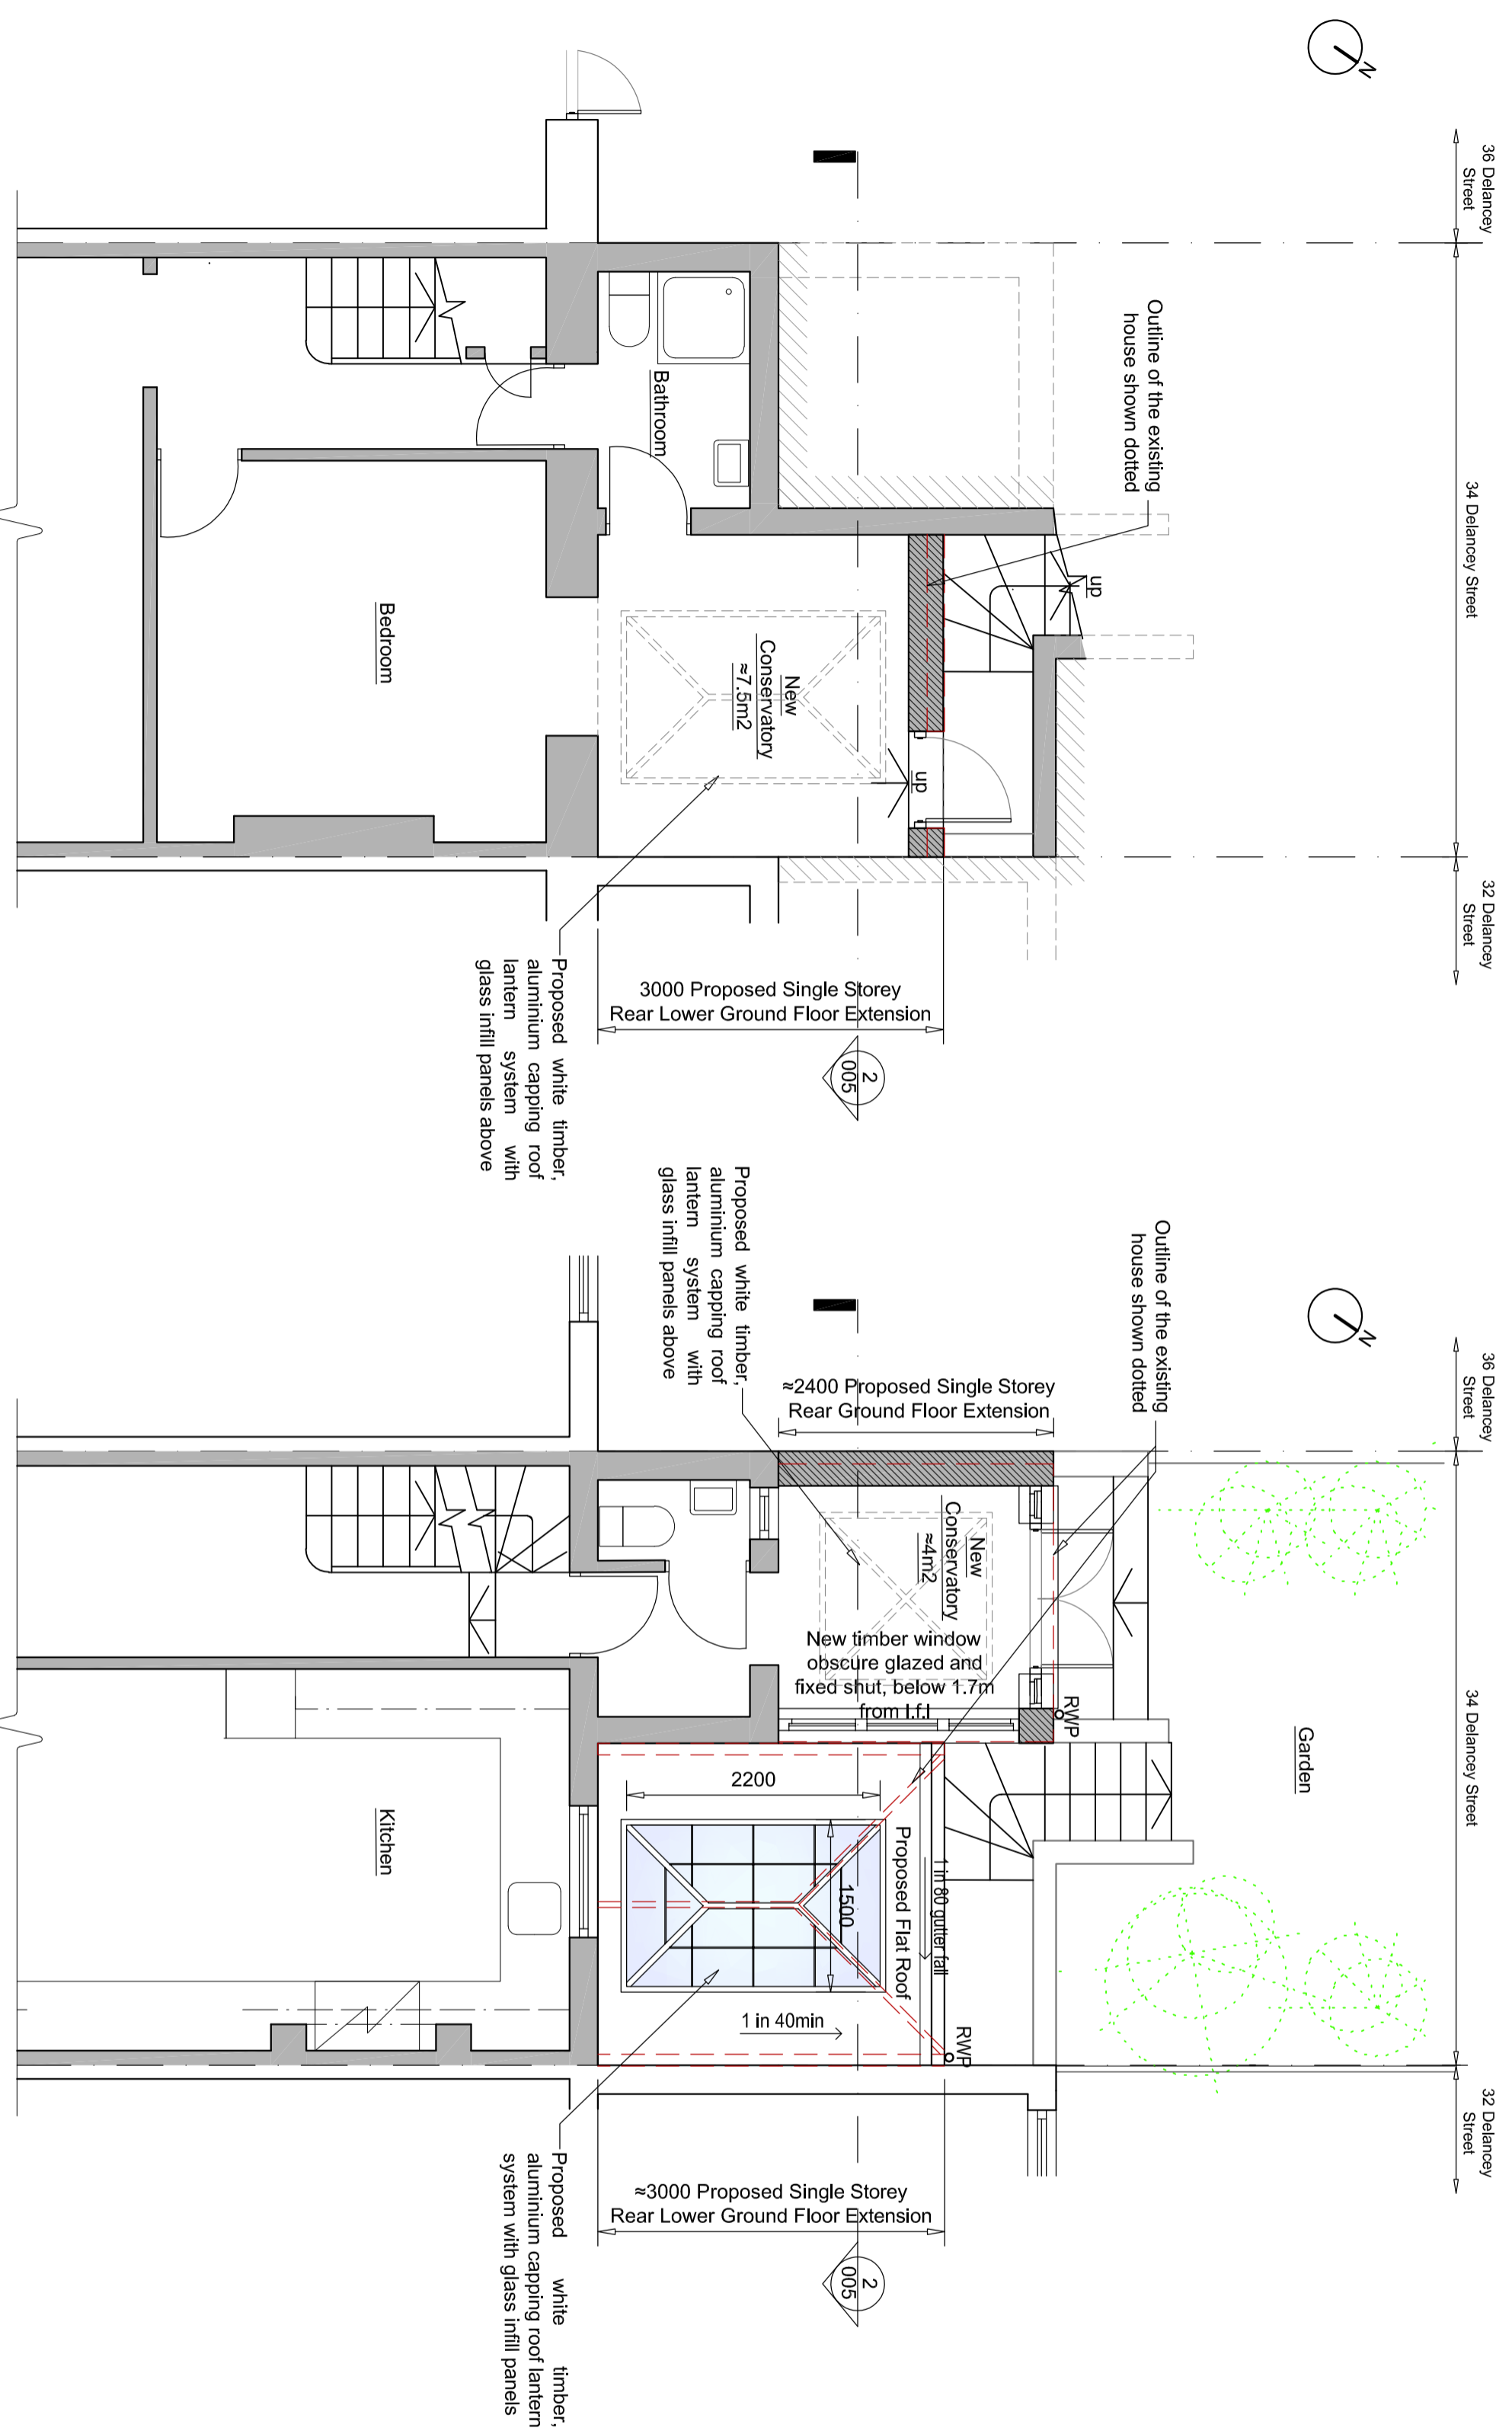 N
36 Delancey
Street
34 Delancey Street
32 Delancey
Street
Outline of the existing
house shown dotted
up
Bathroom
New
Conservatory
≈7.5m2
up
Bedroom
3000 Proposed Single Storey
Rear Lower Ground Floor Extension
2
005
Proposed white timber,
aluminium capping roof
lantern system with
glass infill panels above
N
36 Delancey
Street
34 Delancey Street
32 Delancey
Street
Outline of the existing
house shown dotted
Proposed white timber,
aluminium capping roof
lantern system with
glass infill panels above
≈2400 Proposed Single Storey
Rear Ground Floor Extension
New
Conservatory
≈4m2
New timber window
obscure glazed and
fixed shut, below 1.7m
from l.f.l
RWP
Garden
2200
1500
Proposed Flat Roof
1 in 80 gutter fall
1 in 40min
RWP
Kitchen
≈3000 Proposed Single Storey
Rear Lower Ground Floor Extension
2
005
Proposed white timber,
aluminium capping roof lantern
system with glass infill panels